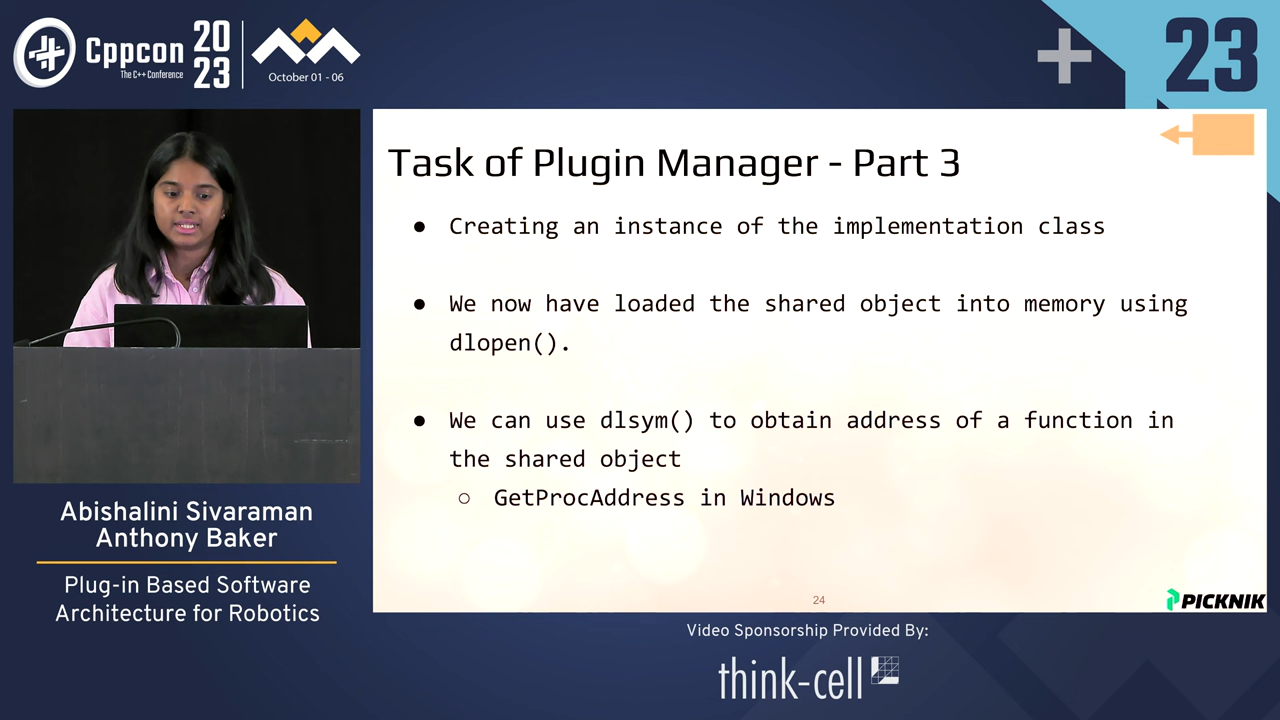 Cppcon
The C++ Conference
20
23
October 01 - 06
23
Task of Plugin Manager - Part 3
● Creating an instance of the implementation class
● We now have loaded the shared object into memory using
dlopen().
● We can use dlsym() to obtain address of a function in
the shared object
○ GetProcAddress in Windows
24
PICKNIK
Abishalini Sivaraman
Anthony Baker
Plug-in Based Software
Architecture for Robotics
Video Sponsorship Provided By:
think-cell